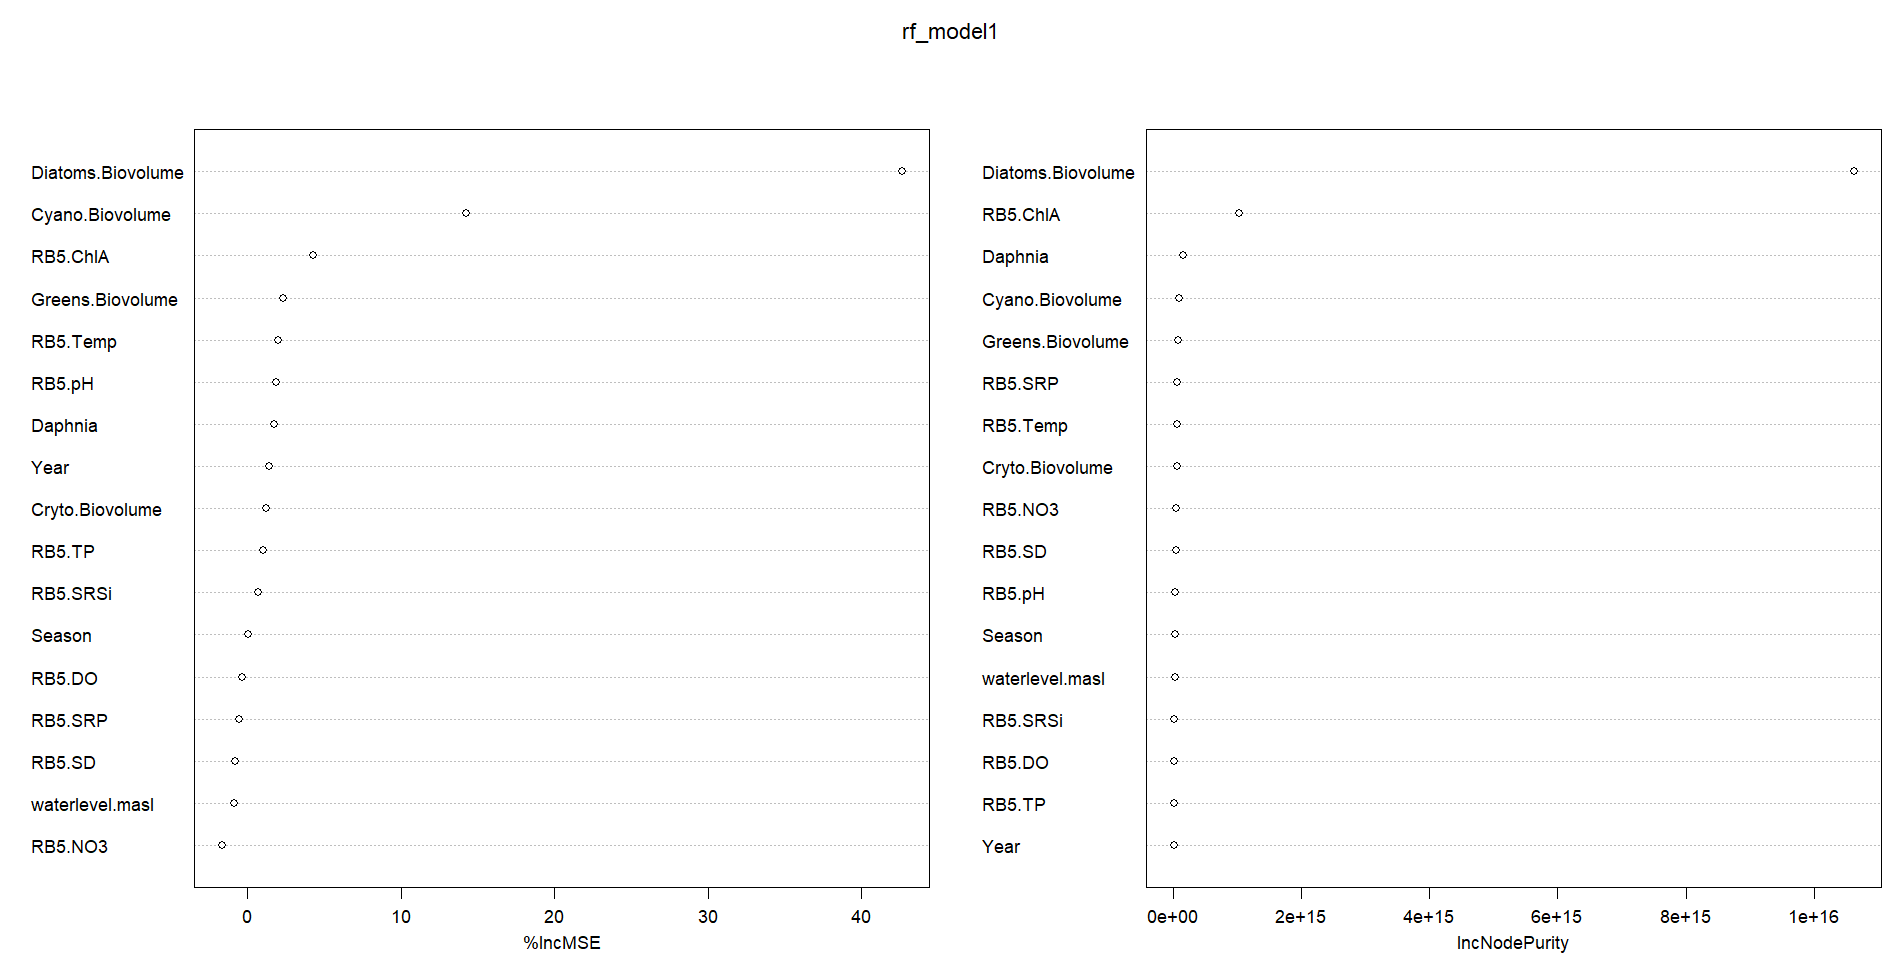 rf_model1
Diatoms.Biovolume
Cyano.Biovolume
RB5.ChlA
Greens.Biovolume
RB5.Temp
RB5.pH
Daphnia
Year
Cryto.Biovolume
RB5.TP
RB5.SRSi
Season
RB5.DO
RB5.SRP
RB5.SD
waterlevel.masl
RB5.NO3
0 10 20 30 40
%IncMSE
Diatoms.Biovolume
RB5.ChlA
Daphnia
Cyano.Biovolume
Greens.Biovolume
RB5.SRP
RB5.Temp
Cryto.Biovolume
RB5.NO3
RB5.SD
RB5.pH
Season
waterlevel.masl
RB5.SRSi
RB5.DO
RB5.TP
Year
0e+00 2e+15 4e+15 6e+15 8e+15 1e+16
IncNodePurity